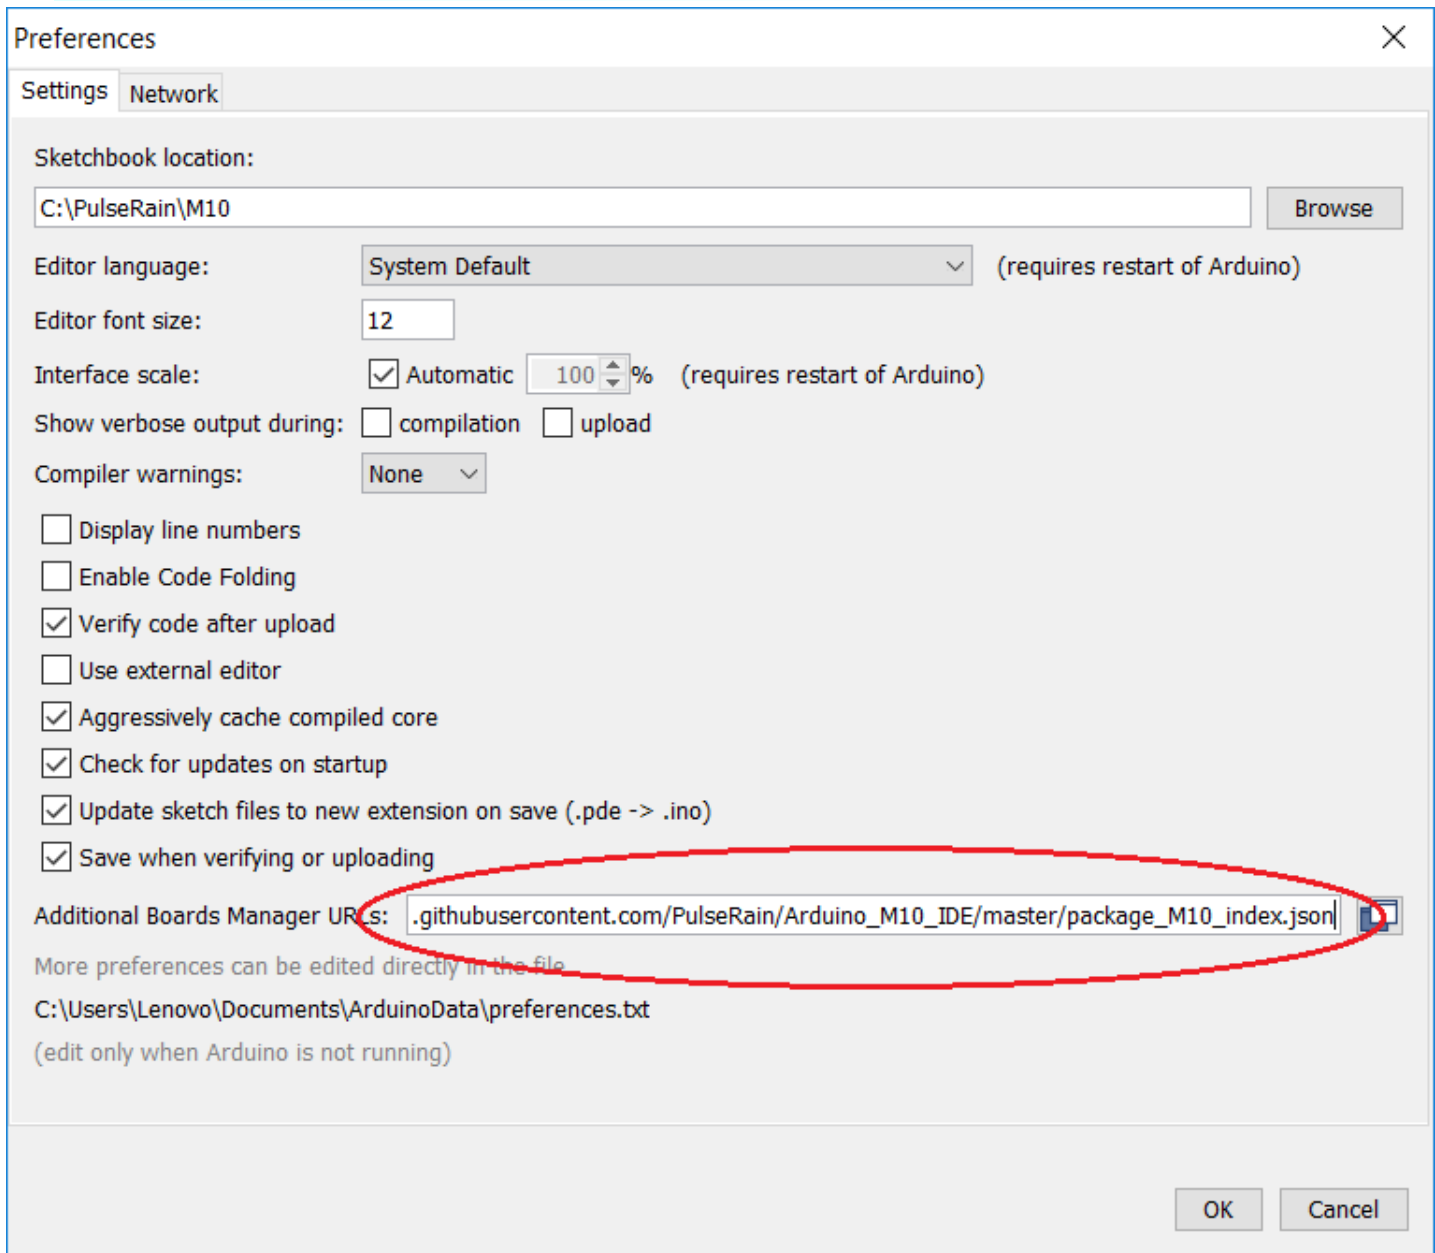 Preferences
Settings Network
Sketchbook location:
C:\PulseRain\M10 Browse
Editor language: System Default (requires restart of Arduino)
Editor font size: 12
Interface scale: Automatic 100 % (requires restart of Arduino)
Show verbose output during: compilation upload
Compiler warnings: None
Display line numbers
Enable Code Folding
Verify code after upload
Use external editor
Aggressively cache compiled core
Check for updates on startup
Update sketch files to new extension on save (.pde -> .ino)
Save when verifying or uploading
Additional Boards Manager URLs: .githubusercontent.com/PulseRain/Arduino_M10_IDE/master/package_M10_index.json
More preferences can be edited directly in the file
C:\Users\Lenovo\Documents\ArduinoData\preferences.txt
(edit only when Arduino is not running)
OK Cancel